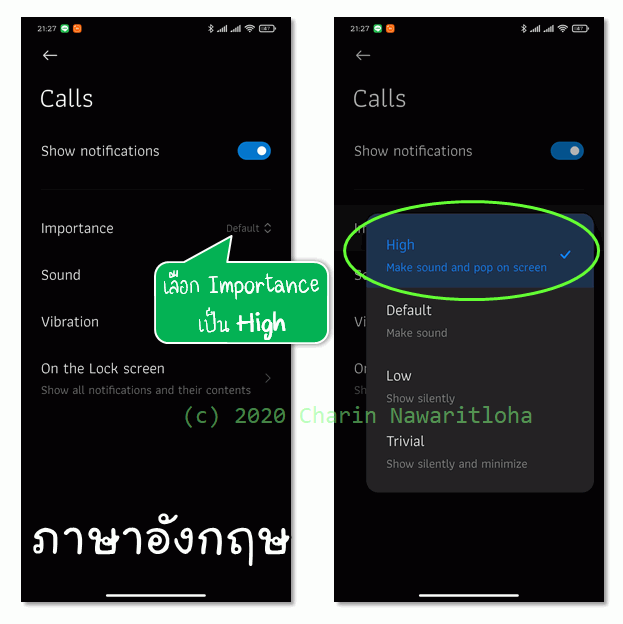 21:27
Calls
Show notifications
Importance
Default
เลือก Importance
เป็น High
Sound
Vibration
On the Lock screen
Show all notifications and their contents
ภาษาอังกฤษ
21:27
Calls
Show notifications
High
Make sound and pop on screen
Default
Make sound
Low
Show silently
Trivial
Show silently and minimize
(c) 2020 Charin Nawaritloha